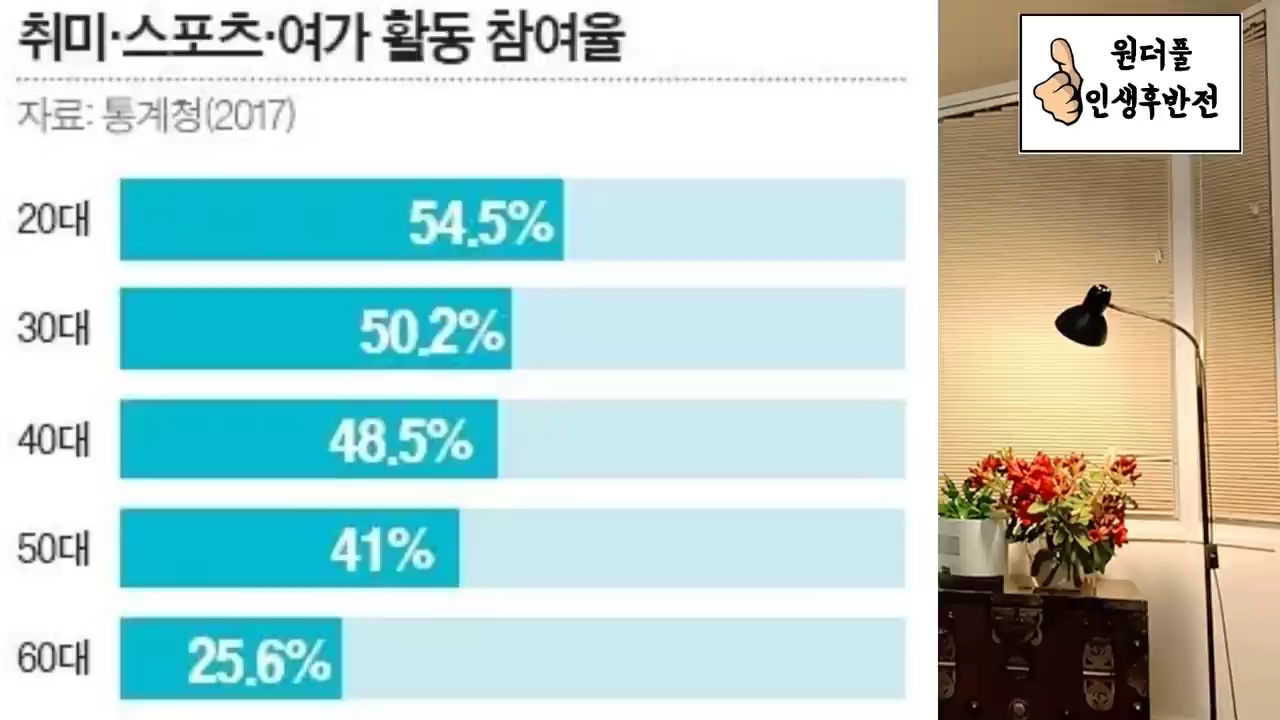 취미·스포츠·여가 활동 참여율
자료: 통계청(2017)
20대 54.5%
30대 50.2%
40대 48.5%
50대 41%
60대 25.6%
원더풀
인생후반전